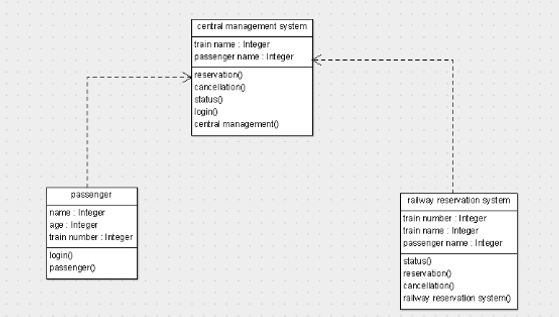 central management system
train name : Integer
passenger name : Integer
reservation()
cancellation()
status()
login()
central management()
passenger
name : Integer
age : Integer
train number : Integer
login()
passenger()
railway reservation system
train number : Integer
train name : Integer
passenger name : Integer
status()
reservation()
cancellation()
railway reservation system()